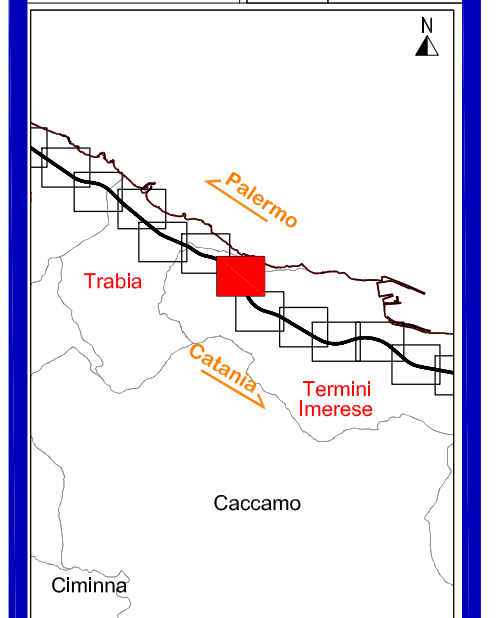 N
Palermo
Trabia
Catania
Termini
Imerese
Caccamo
Ciminna